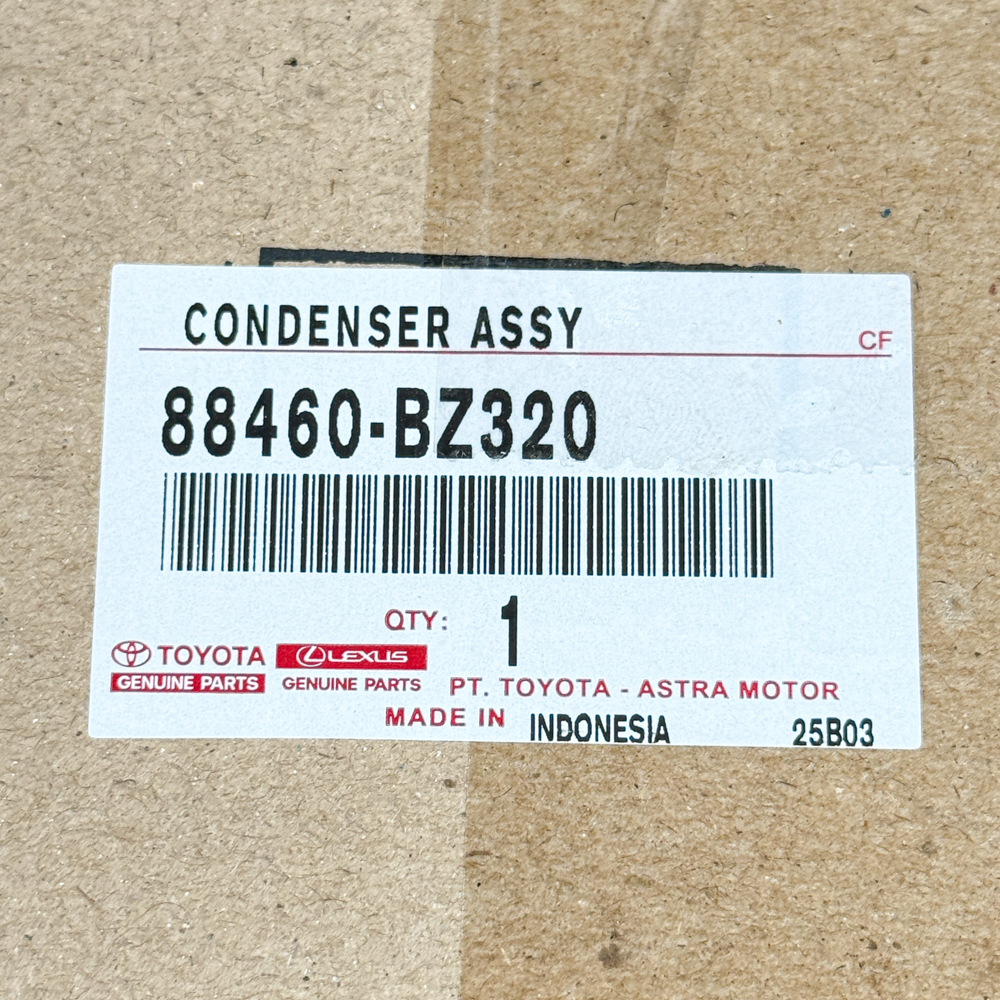 CONDENSER ASSY
CF
88460-BZ320
QTY: 1
TOYOTA LEXUS
GENUINE PARTS GENUINE PARTS PT. TOYOTA - ASTRA MOTOR
MADE IN INDONESIA 25B03